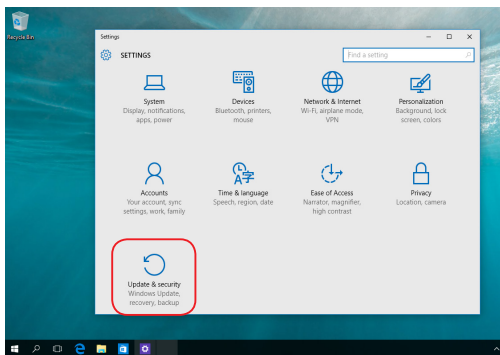 Recycle Bin
Settings
SETTINGS
Find a setting
System
Display, notifications,
apps, power
Devices
Bluetooth, printers,
mouse
Network & Internet
Wi-Fi, airplane mode,
VPN
Personalization
Background, lock
screen, colors
Accounts
Your account, sync
settings, work, family
Time & language
Speech, region, date
Ease of Access
Narrator, magnifier,
high contrast
Privacy
Location, camera
Update & security
Windows Update,
recovery, backup